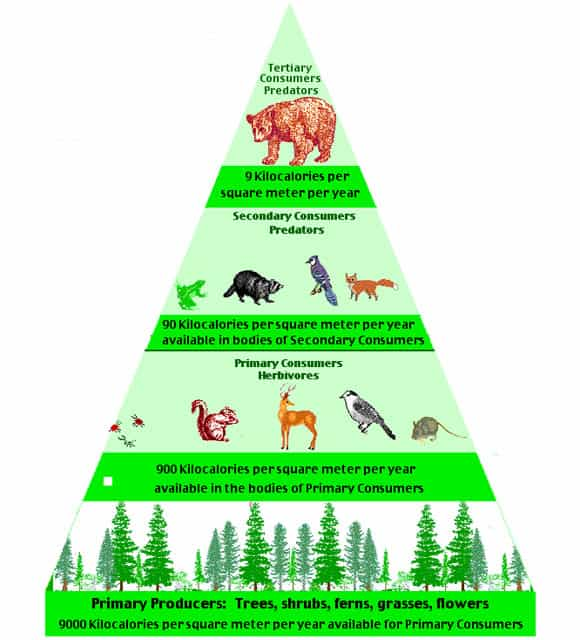 Tertiary
Consumers
Predators
9 Kilocalories per
square meter per year
Secondary Consumers
Predators
90 Kilocalories per square meter per year
available in bodies of Secondary Consumers
Primary Consumers
Herbivores
900 Kilocalories per square meter per year
available in the bodies of Primary Consumers
Primary Producers: Trees, shrubs, ferns, grasses, flowers
9000 Kilocalories per square meter per year available for Primary Consumers